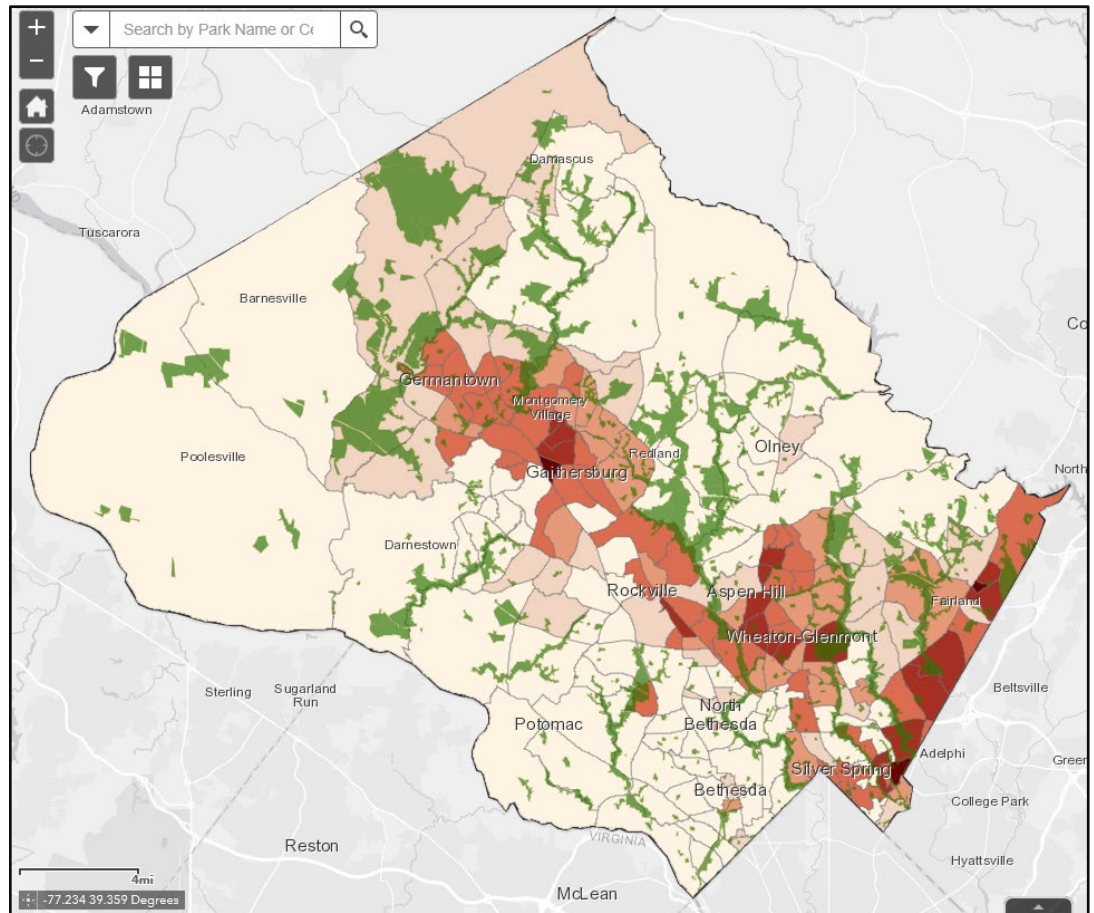 +
Search by Park Name or Ce
−
Adamstown
Damascus
Tuscarora
Barnesville
Co
Germantown
Montgomery
Village
Olney
Redland
Poolesville
Gaithersburg
North
Darnestown
Rockville
Aspen Hill
Fairland
Wheaton-Glenmont
Sterling
Sugarland
Run
Beltsville
North
Bethesda
Potomac
Adelphi
Silver Spring
Green
Bethesda
College Park
VIRGINIA
Reston
Hyattsville
4mi
McLean
-77.234 39.359 Degrees